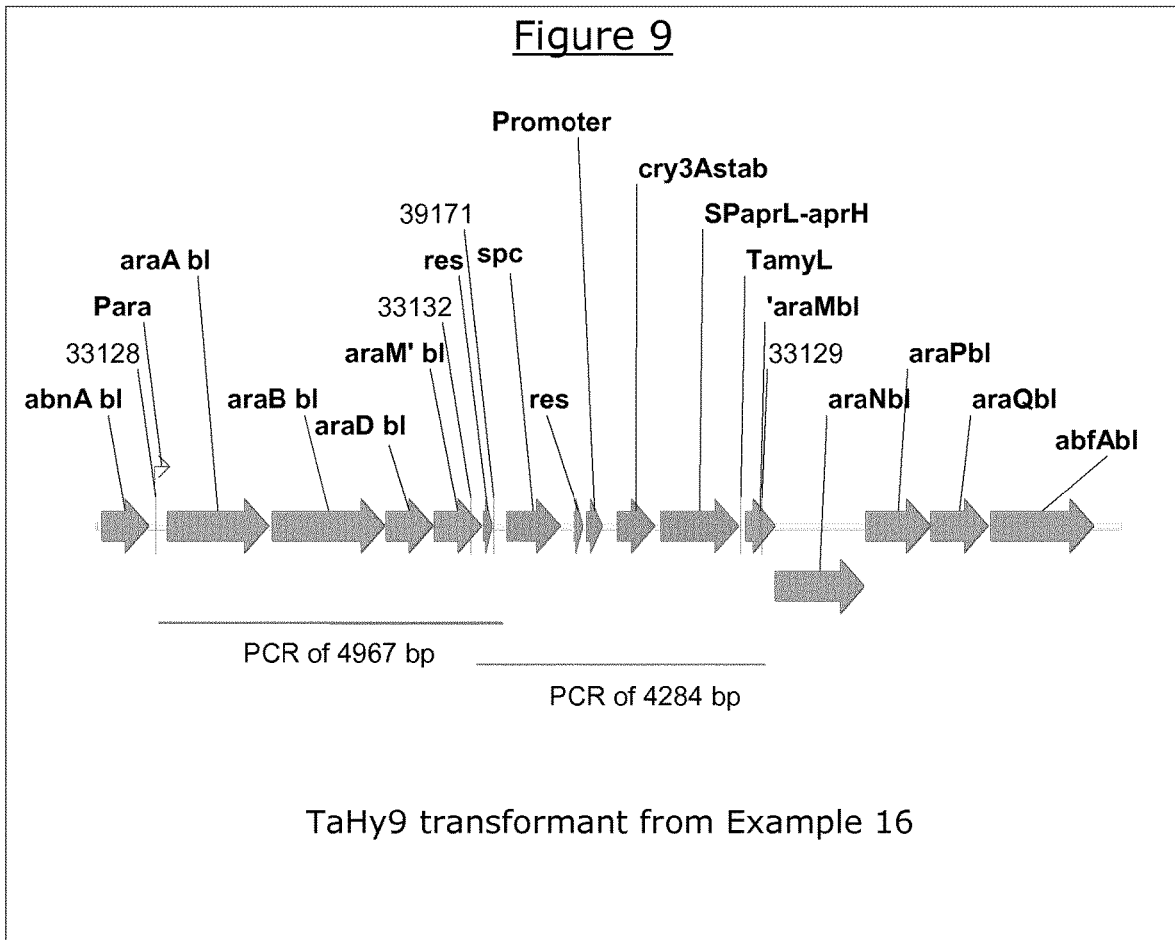 Figure 9
Promoter
cry3Astab
39171
SPaprL-aprH
araA bl
res
spc
TamyL
Para
33132
'araMbl
33128
araM' bl
33129
araPbl
abnA bl
araB bl
res
araNbl
araQbl
araD bl
abfAbl
PCR of 4967 bp
PCR of 4284 bp
TaHy9 transformant from Example 16